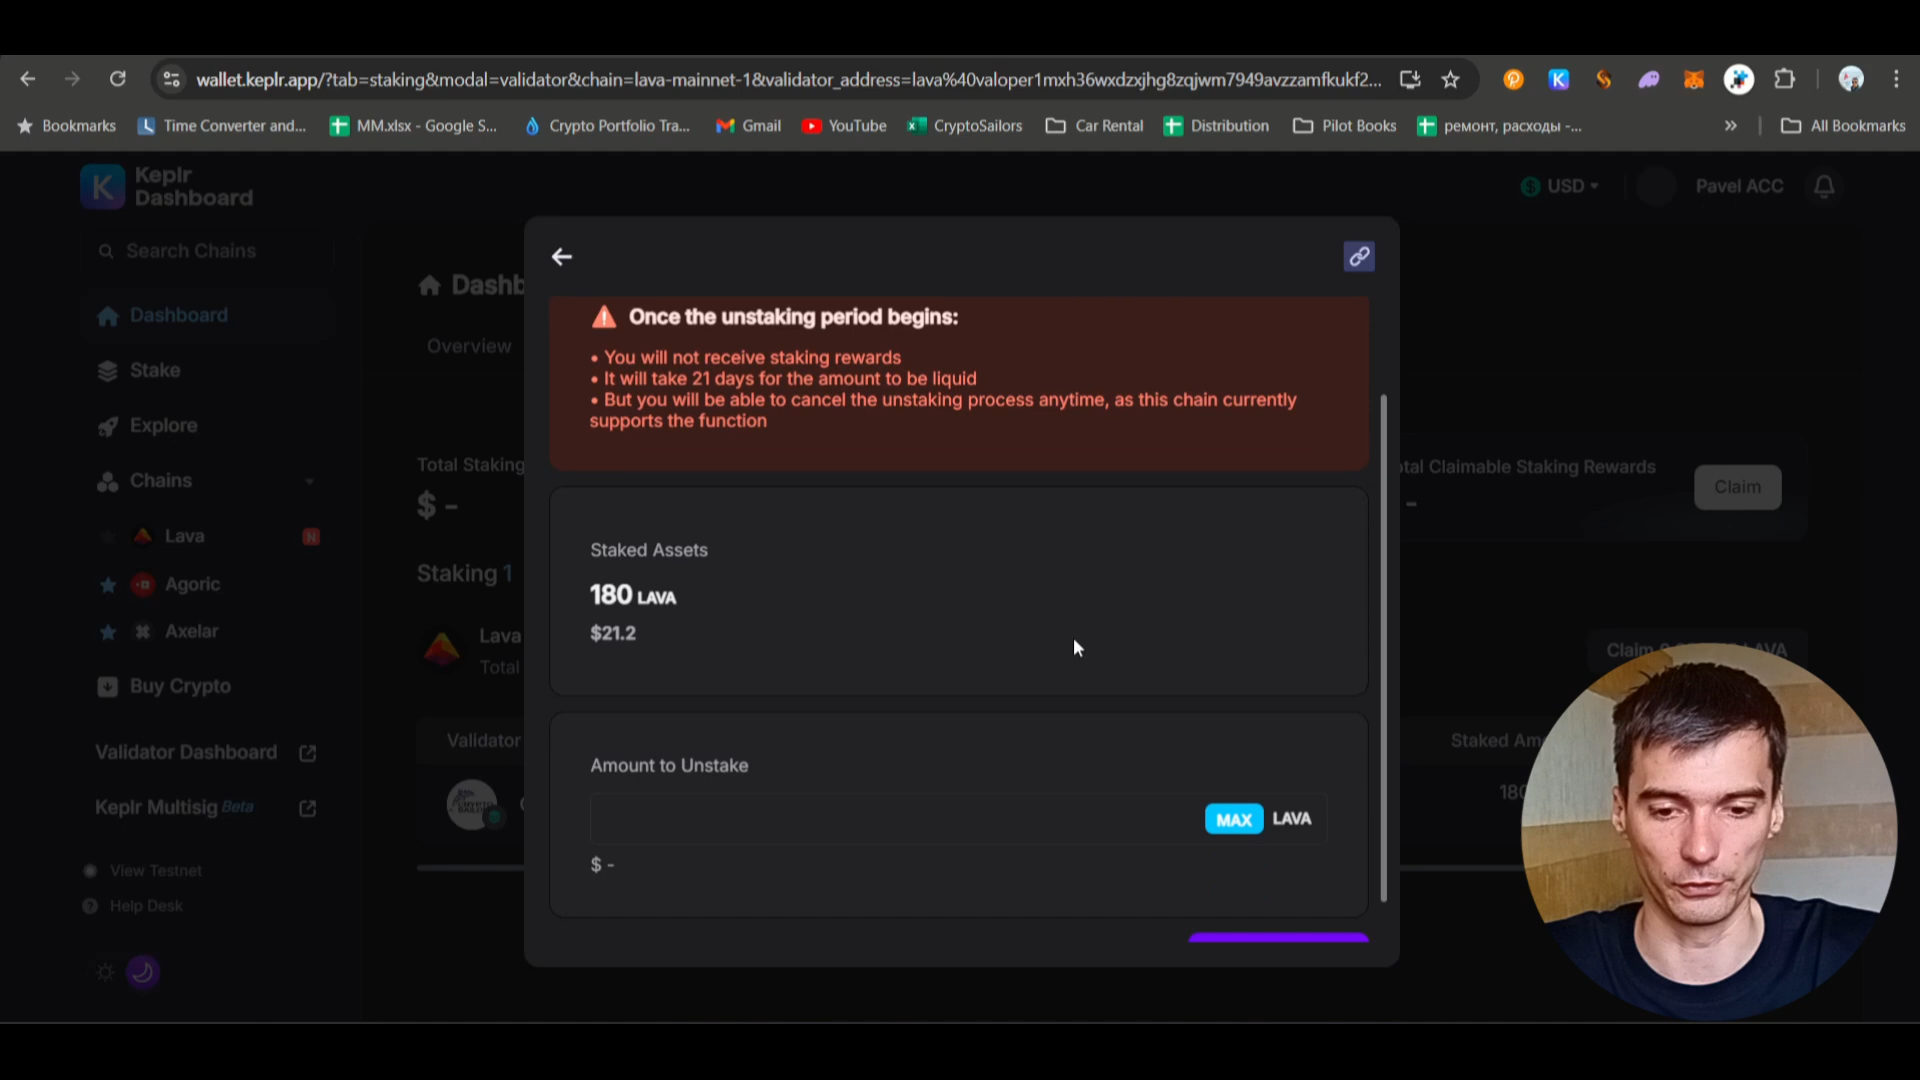 wallet.keplr.app/?tab=staking&modal=validator&chain=lava-mainnet-1&validator_address=lava%40valoper1mxh36wxdzxjhg8zqjwm7949avzzamfkukf2...
Bookmarks
Time Converter and...
MM.xlsx - Google S...
Crypto Portfolio Tra...
Gmail
YouTube
CryptoSailors
Car Rental
Distribution
Pilot Books
ремонт, расходы -...
All Bookmarks
Keplr
Dashboard
USD
Pavel ACC
Search Chains
Dashb
Dashboard
Overview
Stake
Explore
Chains
Lava
N
Agoric
Axelar
Buy Crypto
Validator Dashboard
Keplr Multisig Beta
View Testnet
Help Desk
Total Staking
$ -
Staking 1
Lava
Total
Validator
Once the unstaking period begins:
• You will not receive staking rewards
• It will take 21 days for the amount to be liquid
• But you will be able to cancel the unstaking process anytime, as this chain currently
supports the function
Staked Assets
180 LAVA
$21.2
Amount to Unstake
MAX LAVA
$ -
tal Claimable Staking Rewards
-
Claim
Claim
AVA
Staked Am
180